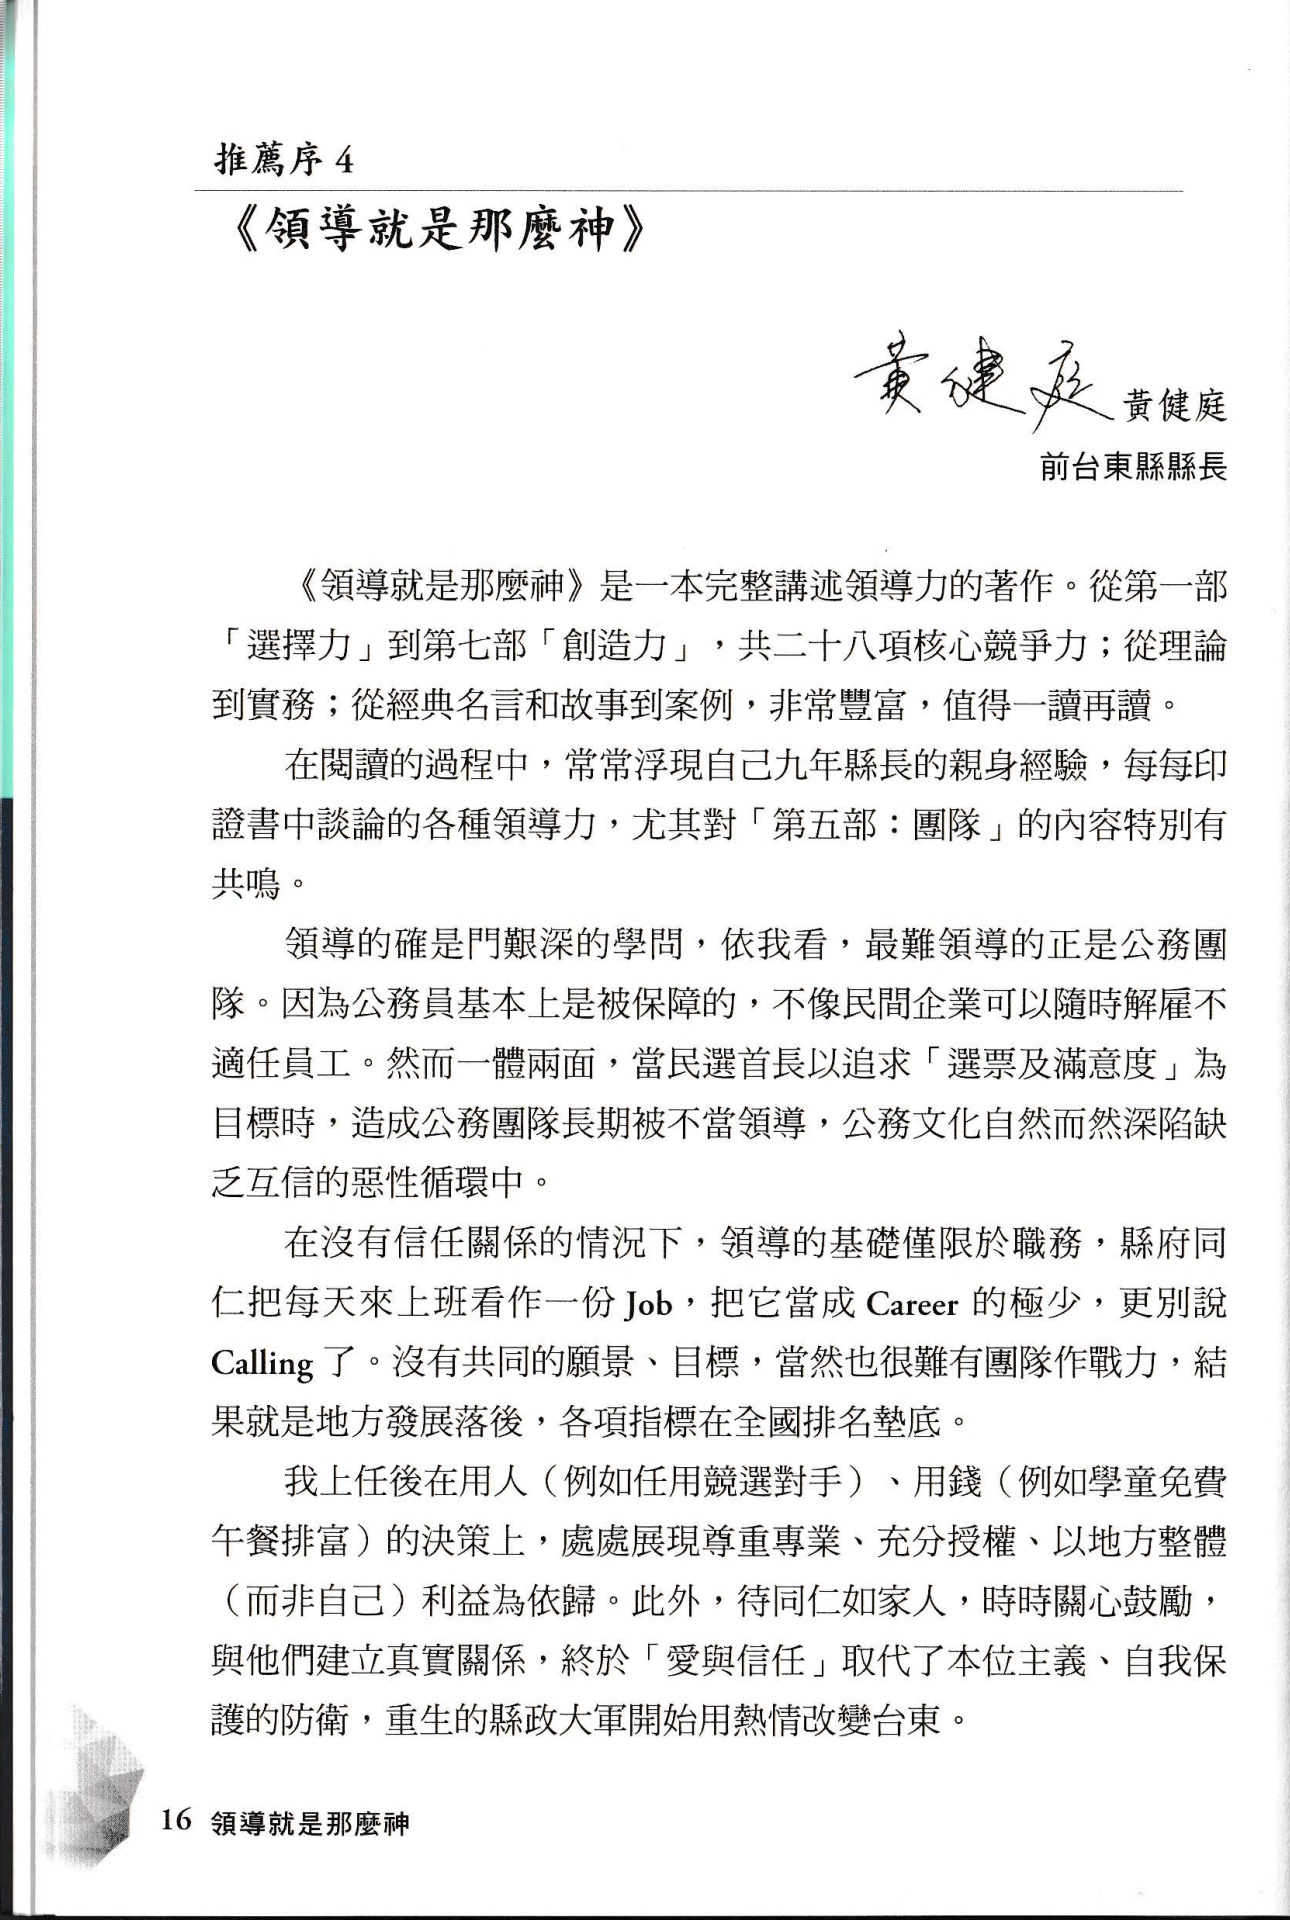 推薦序 4
《領導就是那麼神》
黃健庭 黃健庭
前台東縣縣長
《領導就是那麼神》是一本完整講述領導力的著作。從第一部
「選擇力」到第七部「創造力」，共二十八項核心競爭力；從理論
到實務；從經典名言和故事到案例，非常豐富，值得一讀再讀。
在閱讀的過程中，常常浮現自己九年縣長的親身經驗，每每印
證書中談論的各種領導力，尤其對「第五部：團隊」的內容特別有
共鳴。
領導的確是門艱深的學問，依我看，最難領導的正是公務團
隊。因為公務員基本上是被保障的，不像民間企業可以隨時解雇不
適任員工。然而一體兩面，當民選首長以追求「選票及滿意度」為
目標時，造成公務團隊長期被不當領導，公務文化自然而然深陷缺
乏互信的惡性循環中。
在沒有信任關係的情況下，領導的基礎僅限於職務，縣府同
仁把每天來上班看作一份 Job，把它當成 Career 的極少，更別說
Calling 了。沒有共同的願景、目標，當然也很難有團隊作戰力，結
果就是地方發展落後，各項指標在全國排名墊底。
我上任後在用人（例如任用競選對手）、用錢（例如學童免費
午餐排富）的決策上，處處展現尊重專業、充分授權、以地方整體
（而非自己）利益為依歸。此外，待同仁如家人，時時關心鼓勵，
與他們建立真實關係，終於「愛與信任」取代了本位主義、自我保
護的防衛，重生的縣政大軍開始用熱情改變台東。
16 領導就是那麼神